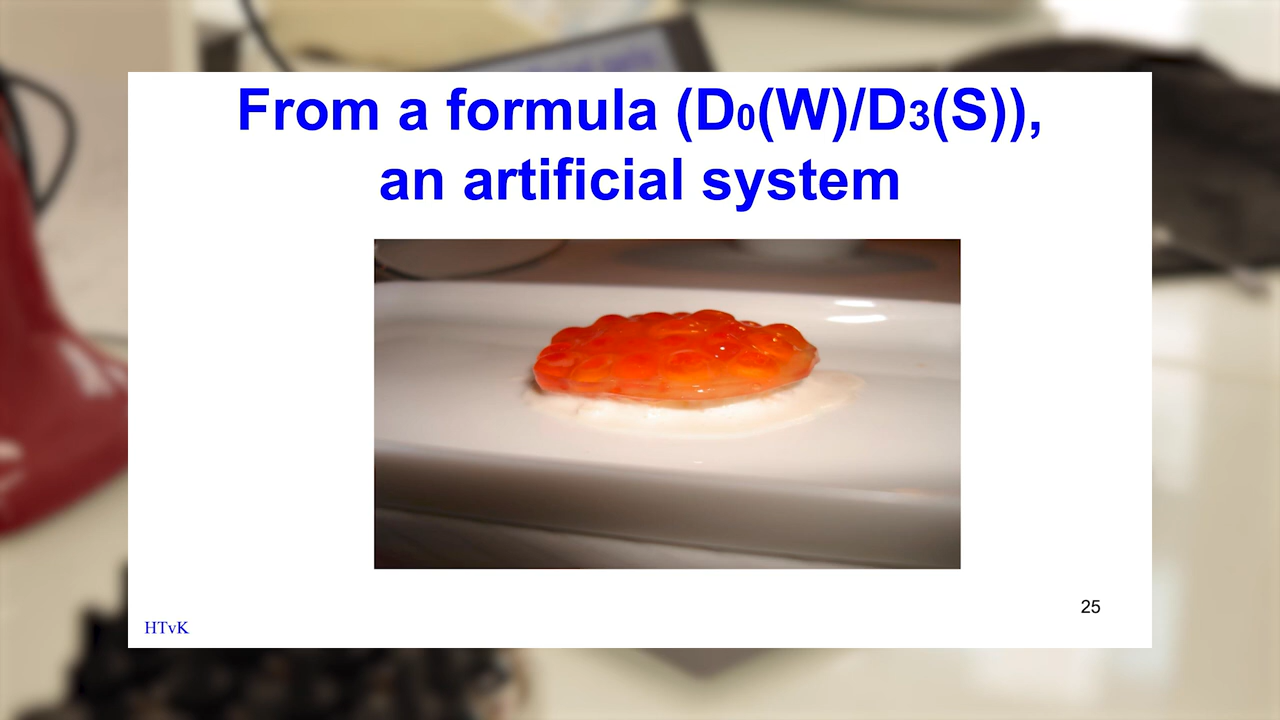 From a formula (D0(W)/D3(S)),
an artificial system
25
HTvK